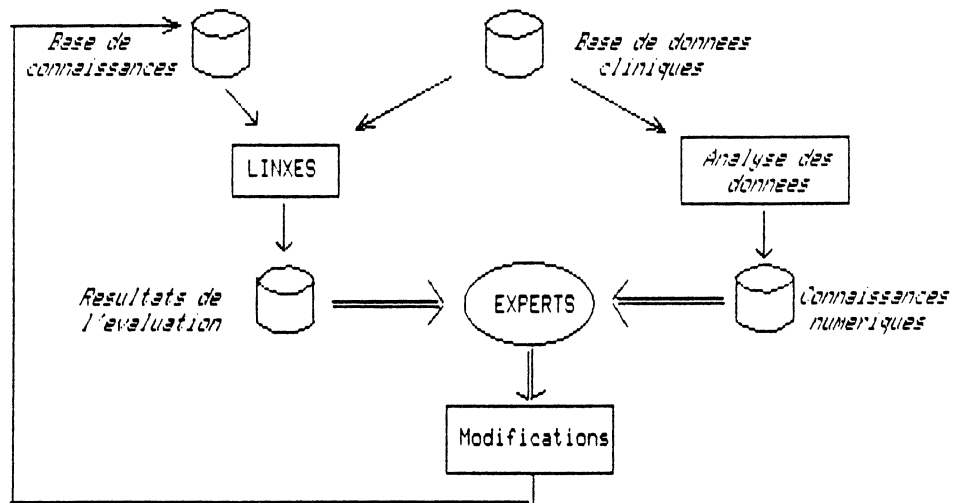 Base de
connaissances
Base de donnees
cliniques
LINXES
Analyse des
donnees
Resultats de
l'evaluation
EXPERTS
Connaissances
numeriques
Modifications